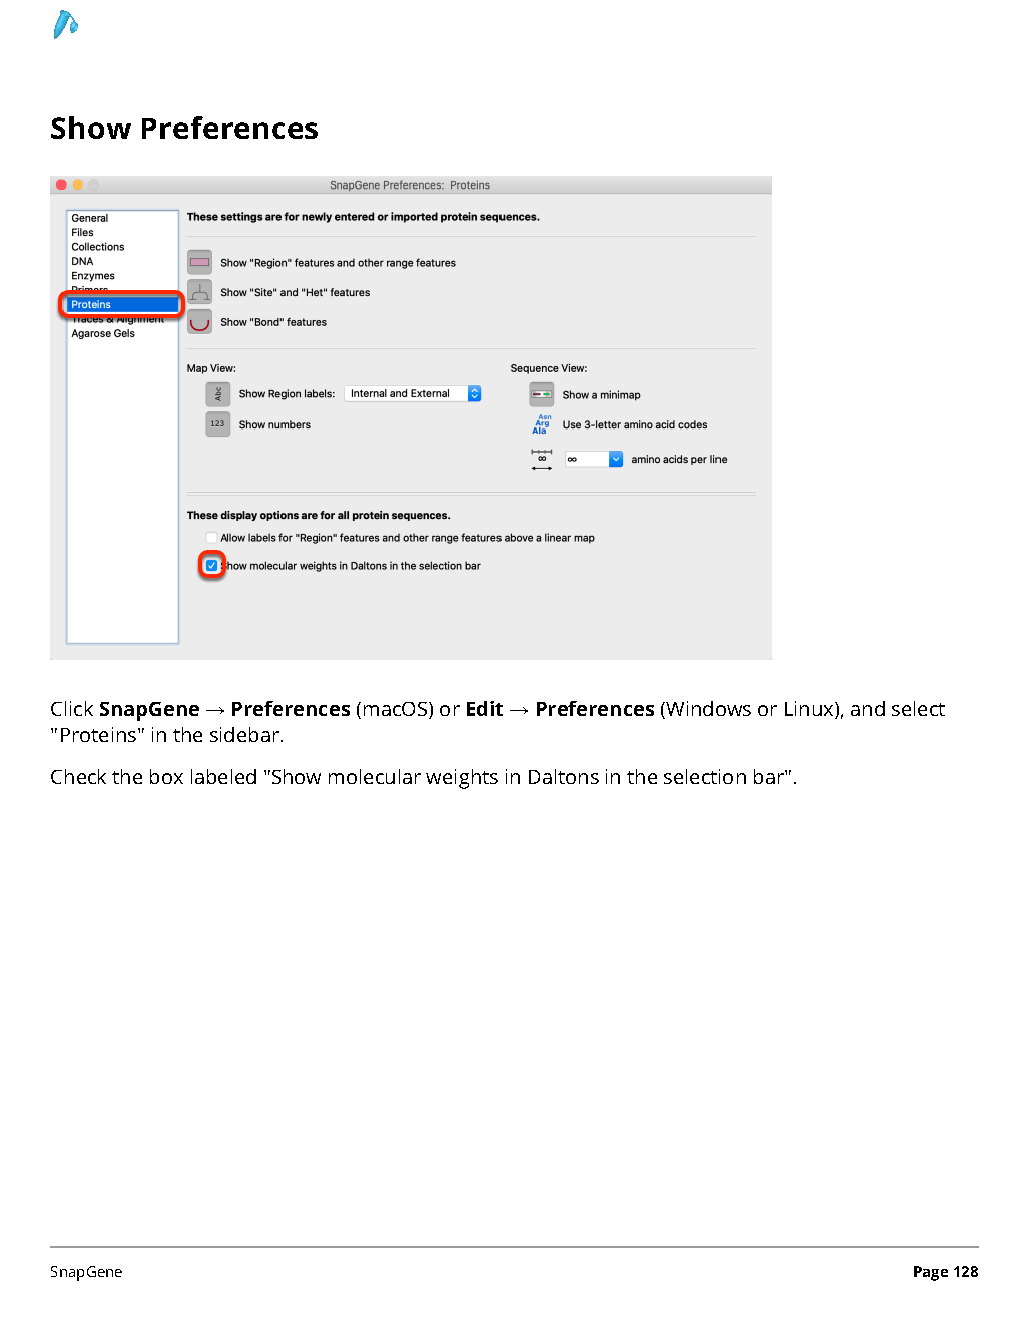 Show Preferences
SnapGene Preferences: Proteins
General
Files
Collections
DNA
Enzymes
Primers
Proteins
Traces & Alignment
Agarose Gels
These settings are for newly entered or imported protein sequences.
Show "Region" features and other range features
Show "Site" and "Het" features
Show "Bond" features
Map View:
Abc
Show Region labels:
Internal and External
123
Show numbers
Sequence View:
Show a minimap
Asn
Arg
Ala
Use 3-letter amino acid codes
∞
∞
amino acids per line
These display options are for all protein sequences.
Allow labels for "Region" features and other range features above a linear map
how molecular weights in Daltons in the selection bar
Click SnapGene → Preferences (macOS) or Edit → Preferences (Windows or Linux), and select
"Proteins" in the sidebar.
Check the box labeled "Show molecular weights in Daltons in the selection bar".
SnapGene
Page 128